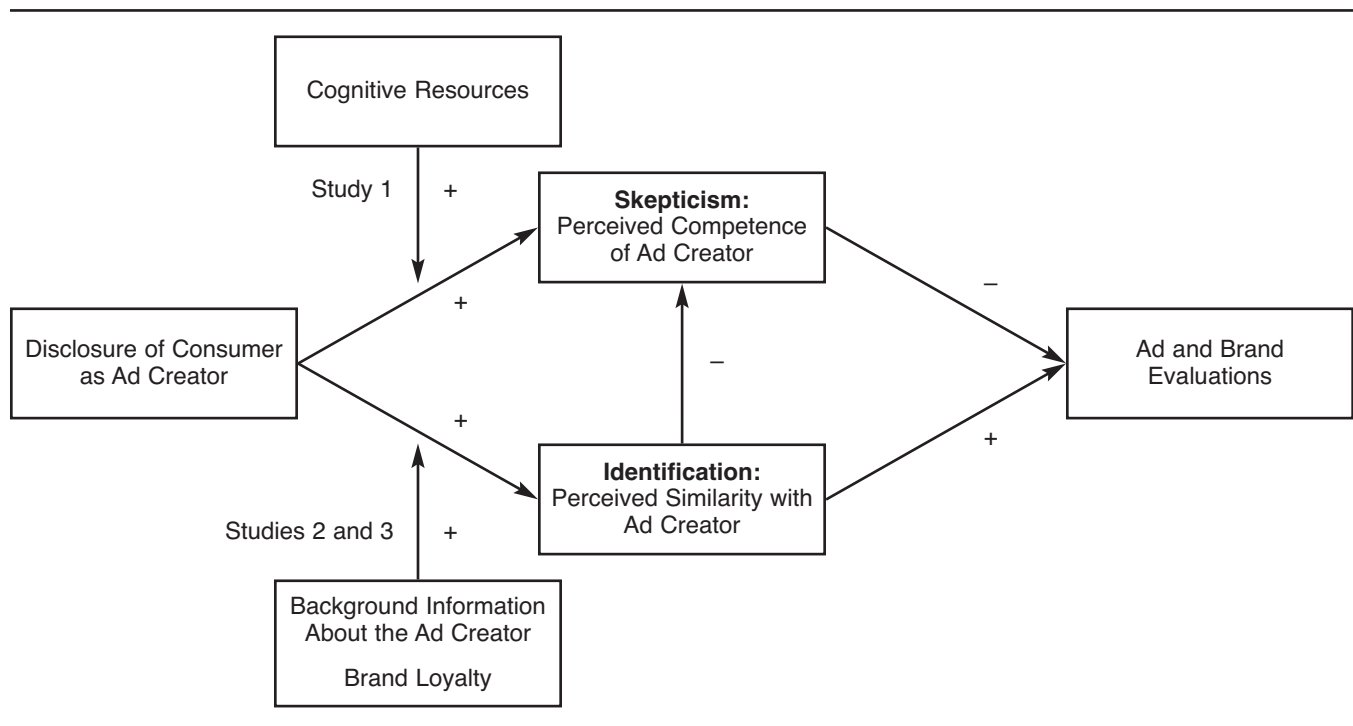 Cognitive Resources
Study 1
+
Skepticism:
Perceived Competence
of Ad Creator
+
–
Disclosure of Consumer
as Ad Creator
–
Ad and Brand
Evaluations
+
+
Identification:
Perceived Similarity with
Ad Creator
Studies 2 and 3
+
Background Information
About the Ad Creator
Brand Loyalty